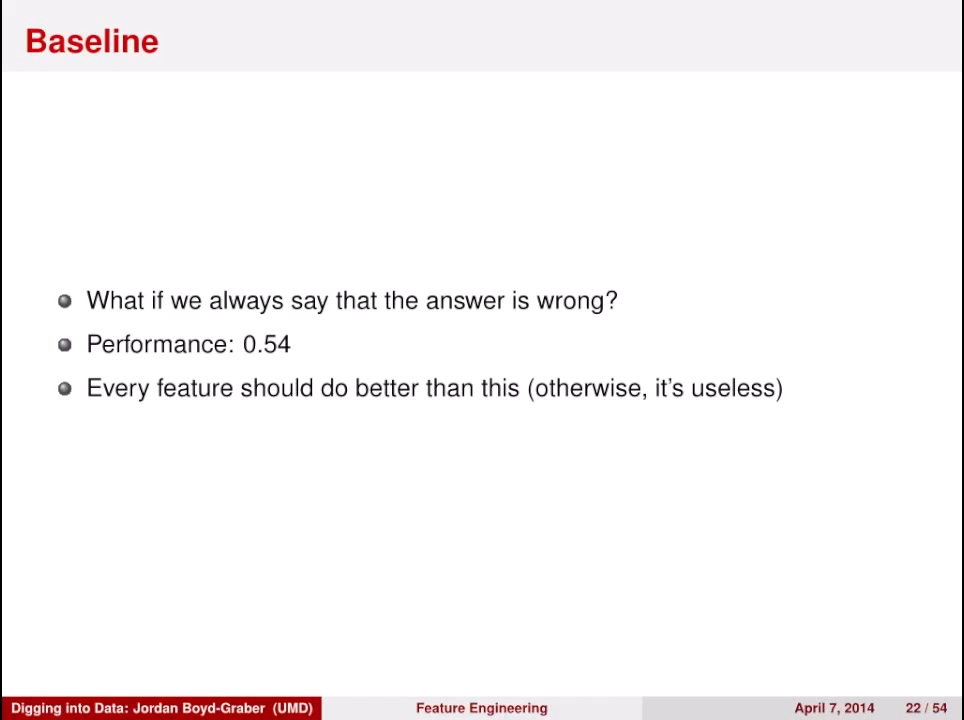 Baseline
What if we always say that the answer is wrong?
Performance: 0.54
Every feature should do better than this (otherwise, it's useless)
Digging into Data: Jordan Boyd-Graber (UMD) Feature Engineering April 7, 2014 22 / 54